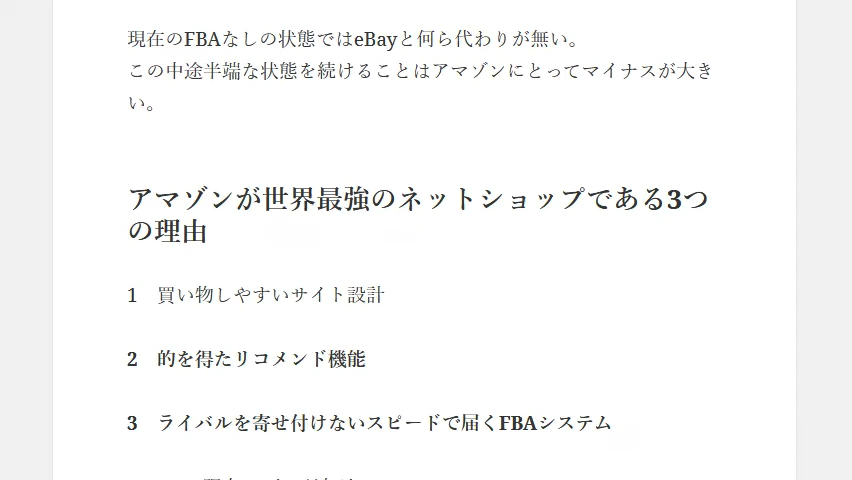 現在のFBAなしの状態ではeBayと何ら代わりが無い。
この中途半端な状態を続けることはアマゾンにとってマイナスが大き
い。
アマゾンが世界最強のネットショップである3つ
の理由
1　買い物しやすいサイト設計
2　的を得たリコメンド機能
3　ライバルを寄せ付けないスピードで届くFBAシステム